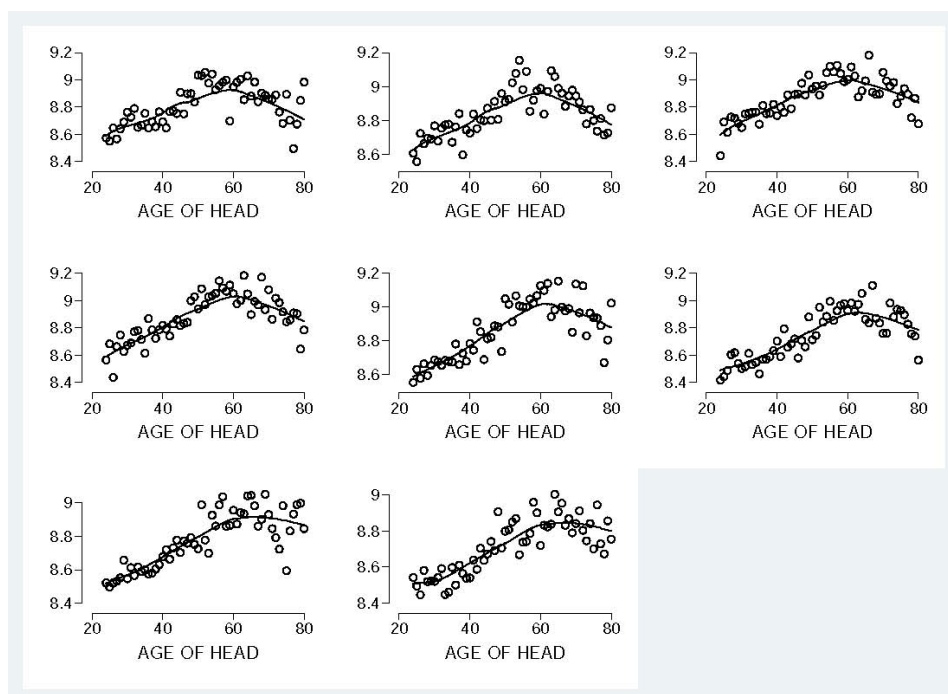 9.2 9.2 9.2
9 9 9
8.8 8.8 8.8
8.6 8.6 8.6
8.4 8.4
20 40 60 80 20 40 60 80 20 40 60 80
AGE OF HEAD AGE OF HEAD AGE OF HEAD
9.2 9.2 9.2
9 9 9
8.8 8.8 8.8
8.6 8.6 8.6
8.4 8.4
20 40 60 80 20 40 60 80 20 40 60 80
AGE OF HEAD AGE OF HEAD AGE OF HEAD
9 9
8.8 8.8
8.6 8.6
8.4 8.4
20 40 60 80 20 40 60 80
AGE OF HEAD AGE OF HEAD